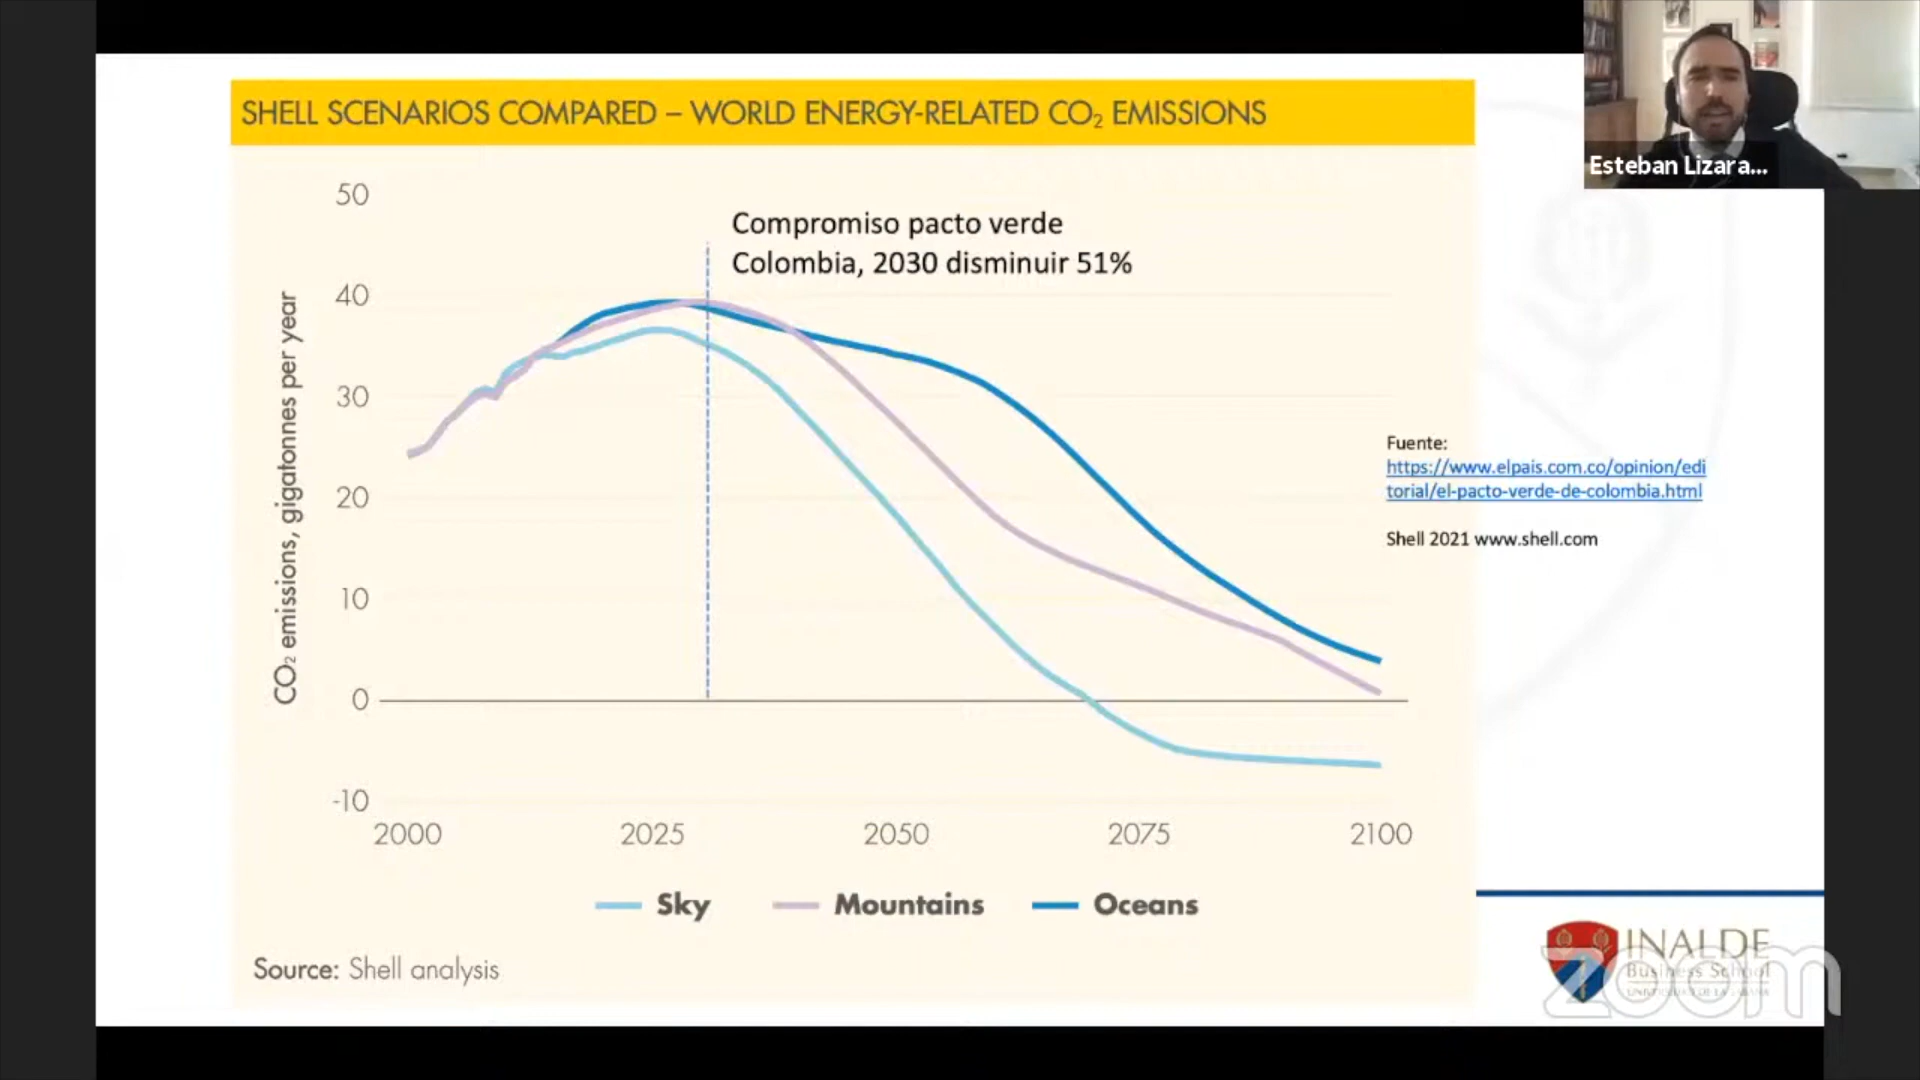 SHELL SCENARIOS COMPARED – WORLD ENERGY-RELATED CO₂ EMISSIONS
Esteban Lizara...
50
40
30
20
10
0
-10
CO₂ emissions, gigatonnes per year
Compromiso pacto verde
Colombia, 2030 disminuir 51%
2000 2025 2050 2075 2100
Sky Mountains Oceans
Source: Shell analysis
Fuente:
https://www.elpais.com.co/opinion/edi
torial/el-pacto-verde-de-colombia.html
Shell 2021 www.shell.com
INALDE
Business School
zoom